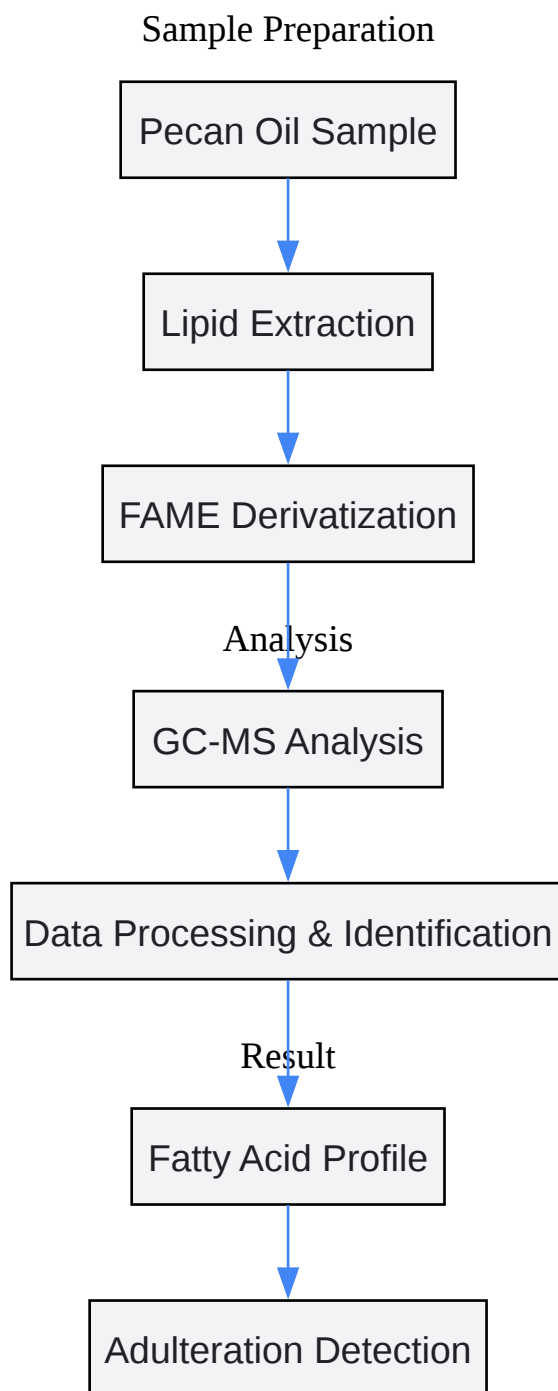 Sample Preparation
Pecan Oil Sample
Lipid Extraction
FAME Derivatization
Analysis
GC-MS Analysis
Data Processing & Identification
Result
Fatty Acid Profile
Adulteration Detection